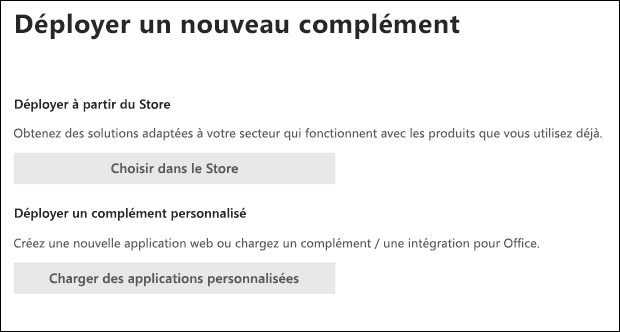 Déployer un nouveau complément
Déployer à partir du Store
Obtenez des solutions adaptées à votre secteur qui fonctionnent avec les produits que vous utilisez déjà.
Choisir dans le Store
Déployer un complément personnalisé
Créez une nouvelle application web ou chargez un complément / une intégration pour Office.
Charger des applications personnalisées